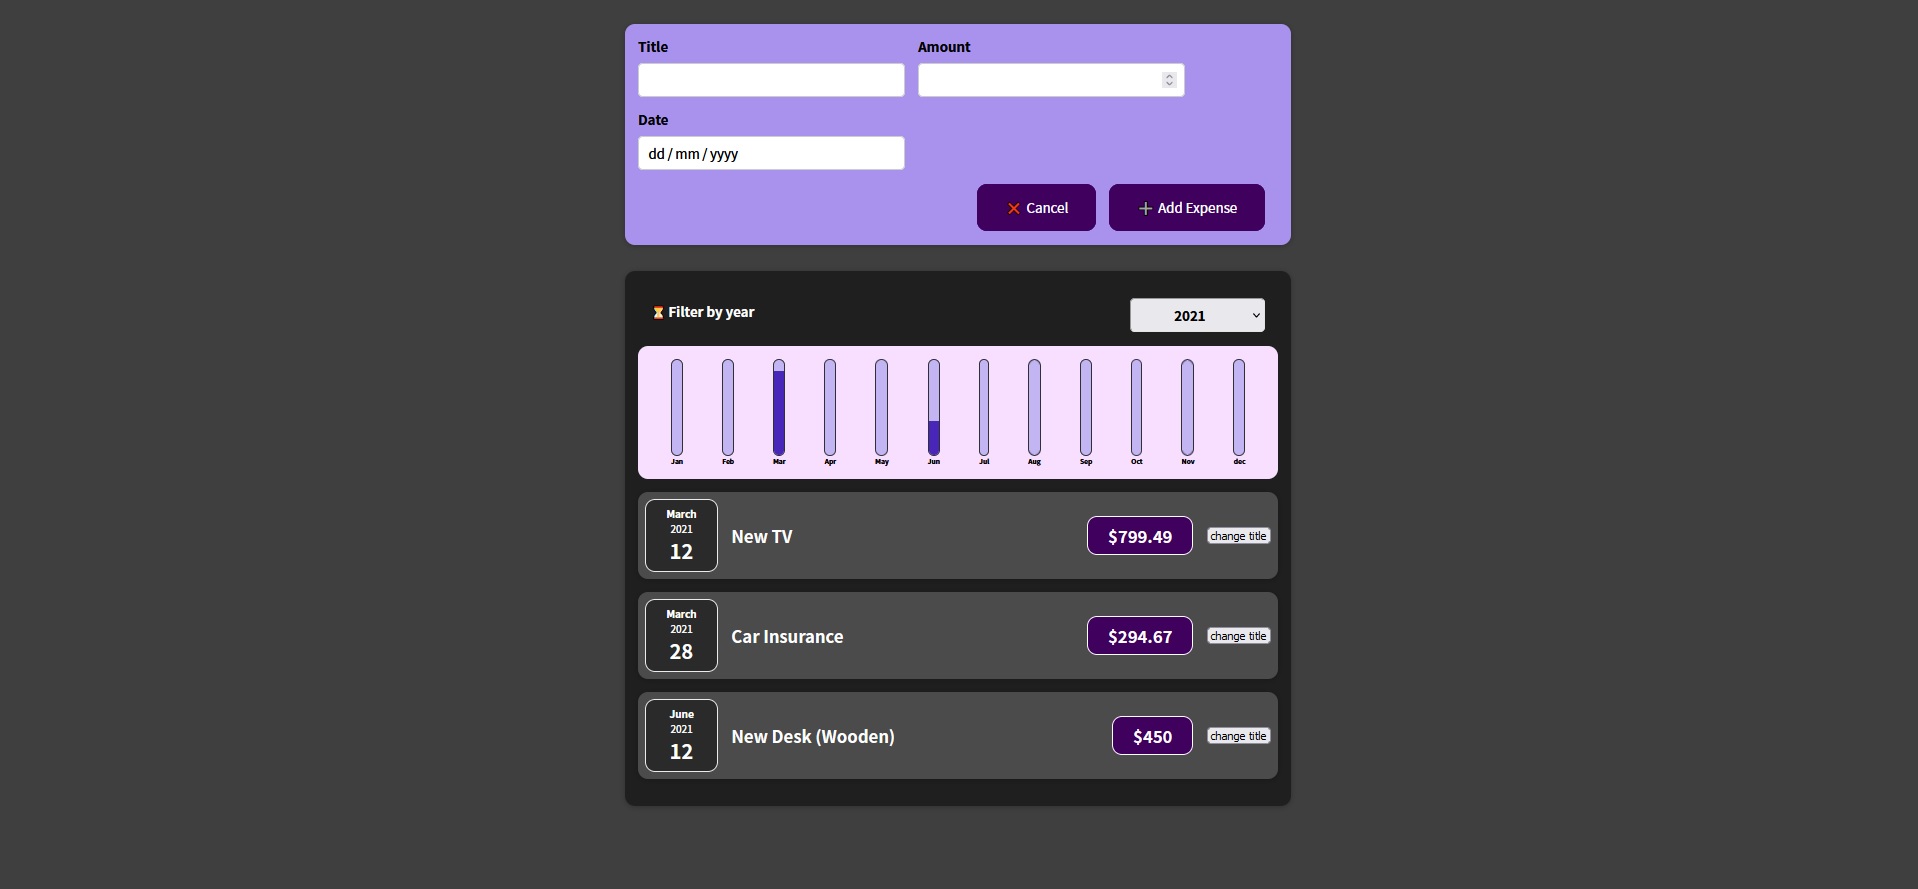 Title Amount
Date
dd / mm / yyyy
❌ Cancel ➕ Add Expense
⏳ Filter by year 2021
Jan Feb Mar Apr May Jun Jul Aug Sep Oct Nov dec
March
2021
12
New TV $799.49 change title
March
2021
28
Car Insurance $294.67 change title
June
2021
12
New Desk (Wooden) $450 change title